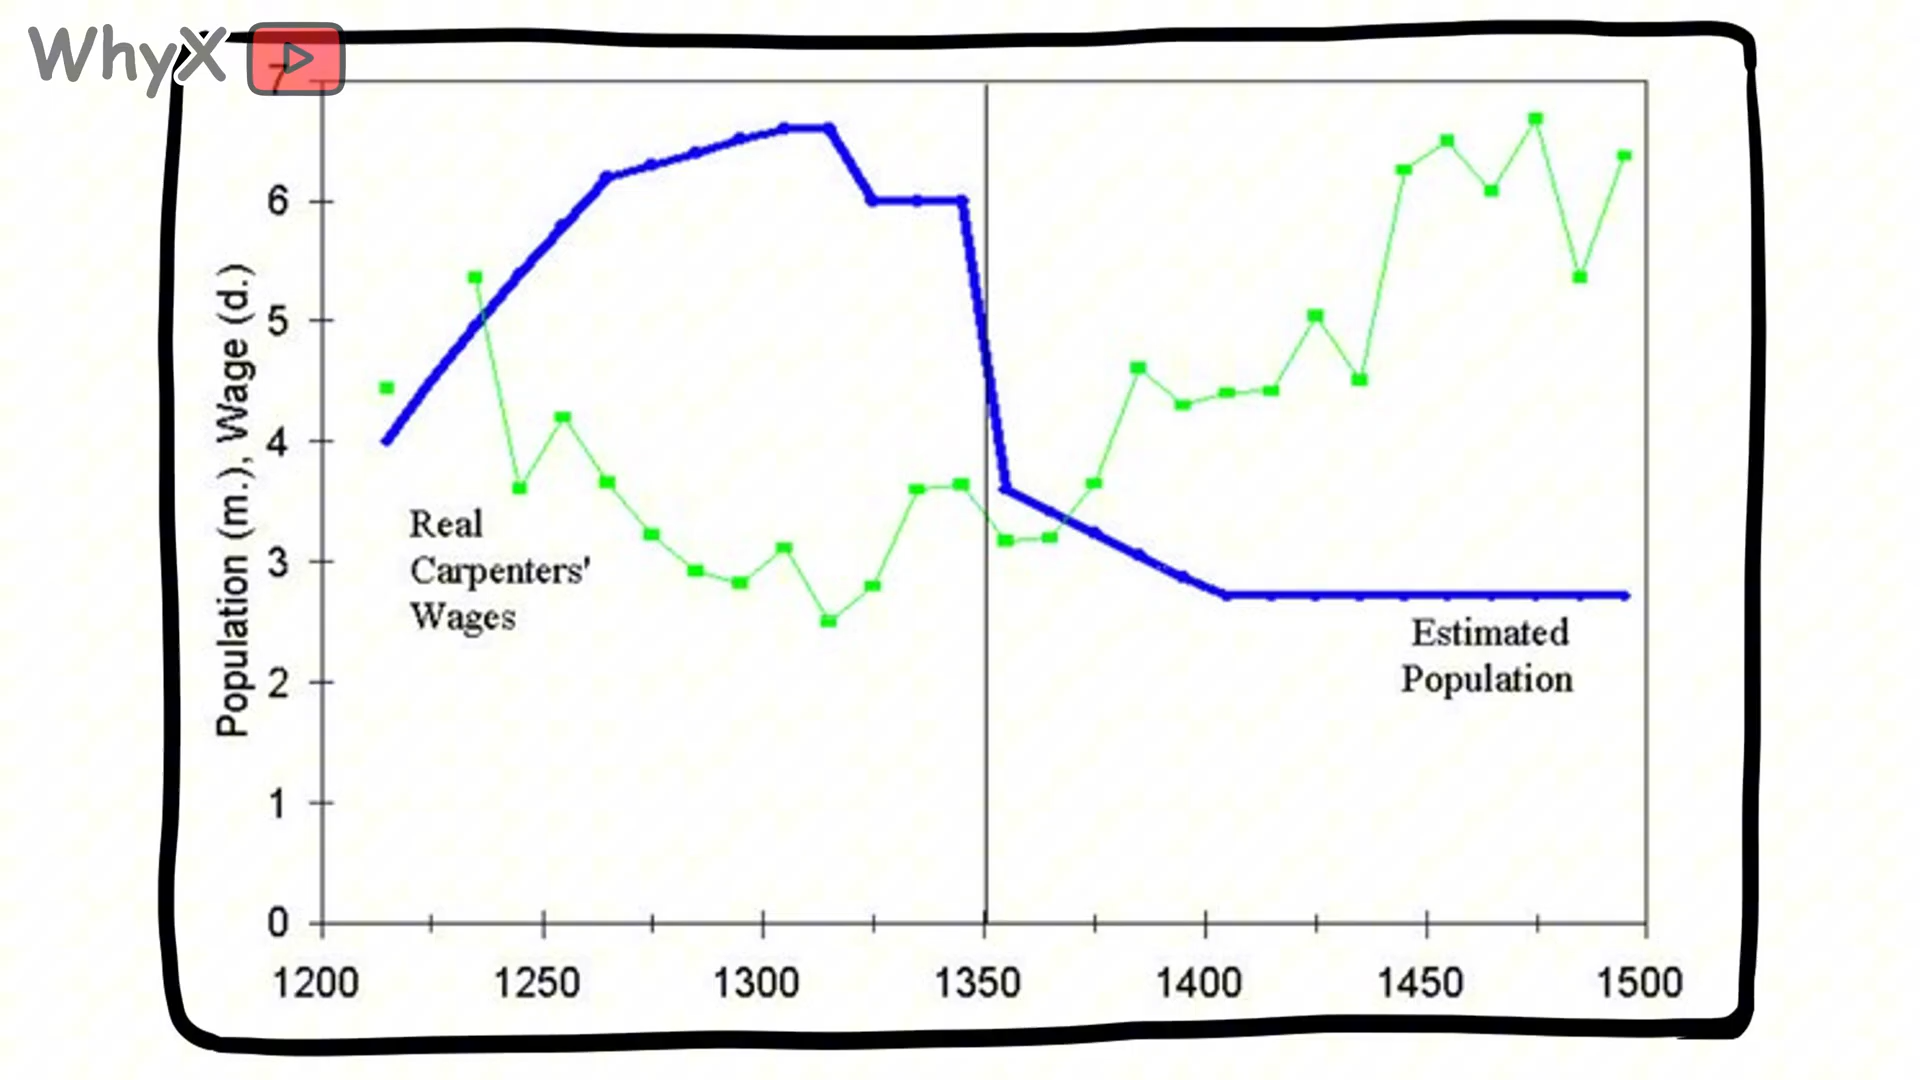 WhyX
7
6
5
4
3
2
1
0
Population (m.), Wage (d.)
Real
Carpenters'
Wages
Estimated
Population
1200 1250 1300 1350 1400 1450 1500